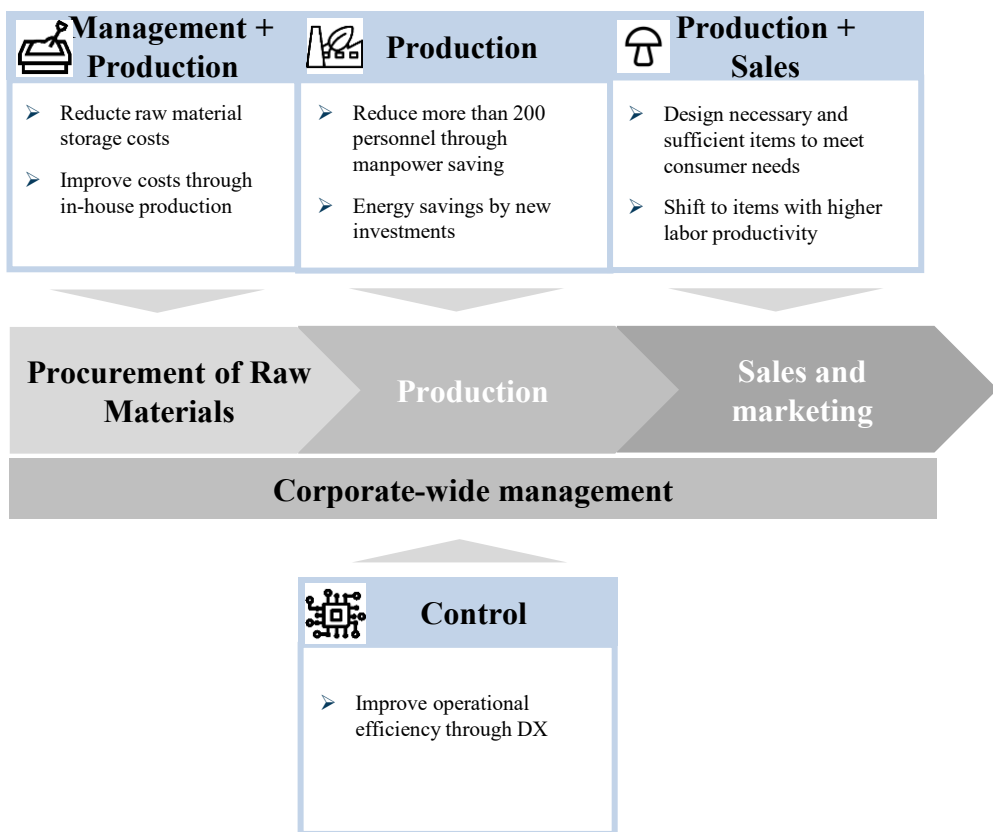 Management +
Production
➢ Reducte raw material
storage costs
➢ Improve costs through
in-house production
Production
➢ Reduce more than 200
personnel through
manpower saving
➢ Energy savings by new
investments
Production +
Sales
➢ Design necessary and
sufficient items to meet
consumer needs
➢ Shift to items with higher
labor productivity
Procurement of Raw
Materials
Production
Sales and
marketing
Corporate-wide management
Control
➢ Improve operational
efficiency through DX